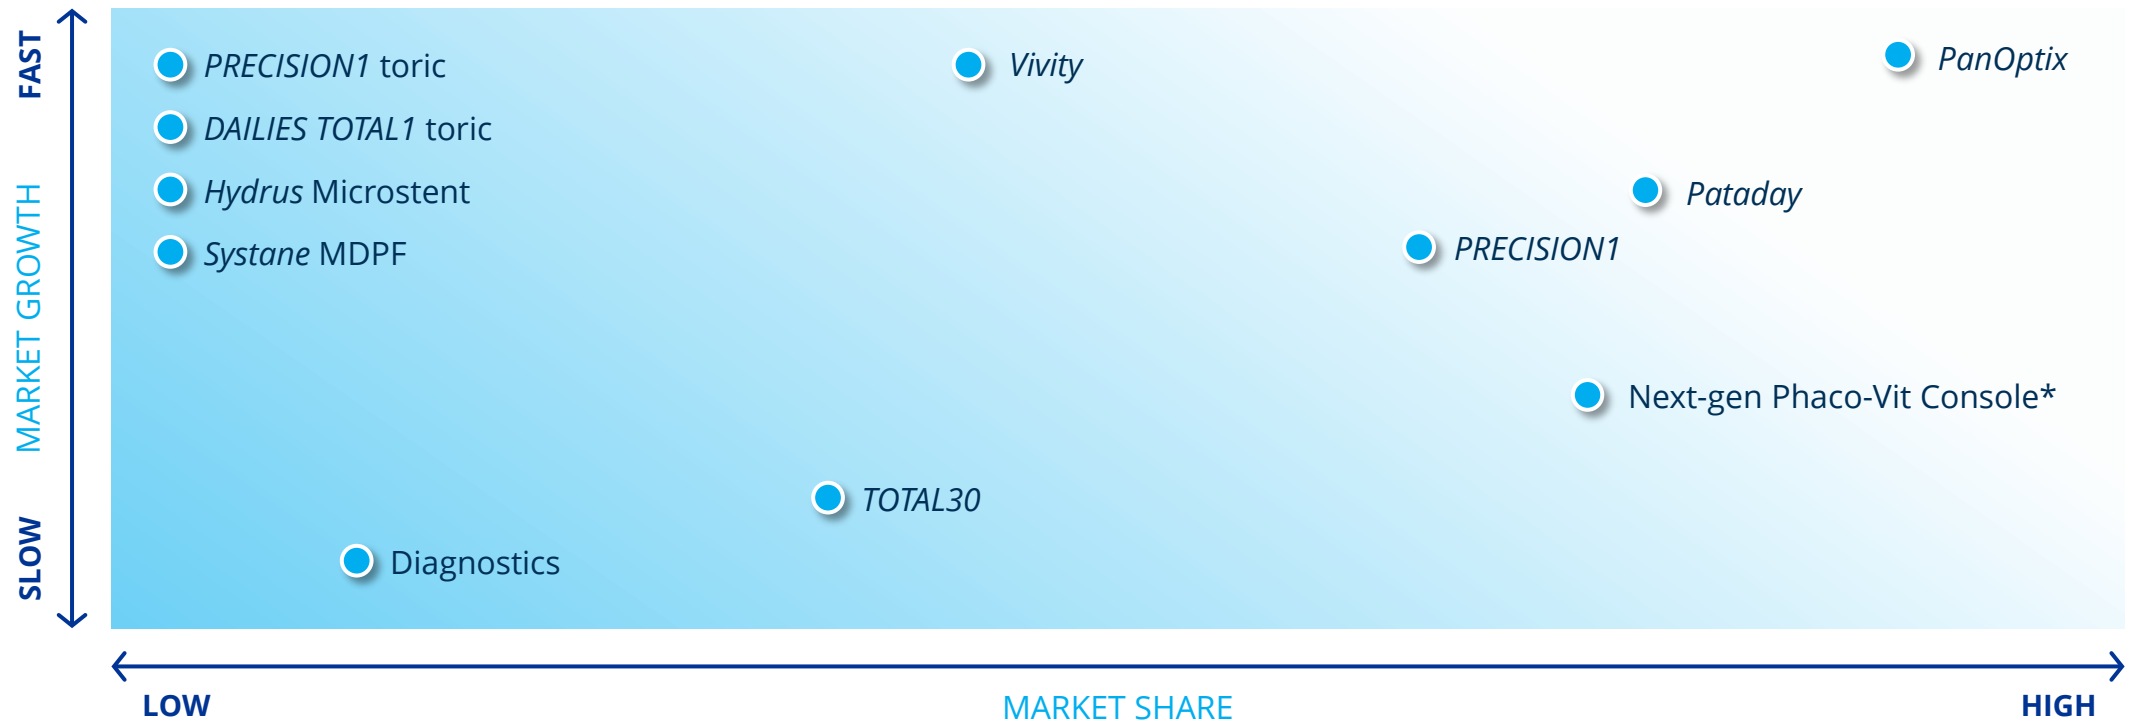 FAST
MARKET GROWTH
SLOW
PRECISION1 toric
DAILIES TOTAL1 toric
Hydrus Microstent
Systane MDPF
Vivity
PanOptix
Pataday
PRECISION1
Next-gen Phaco-Vit Console*
TOTAL30
Diagnostics
LOW
MARKET SHARE
HIGH